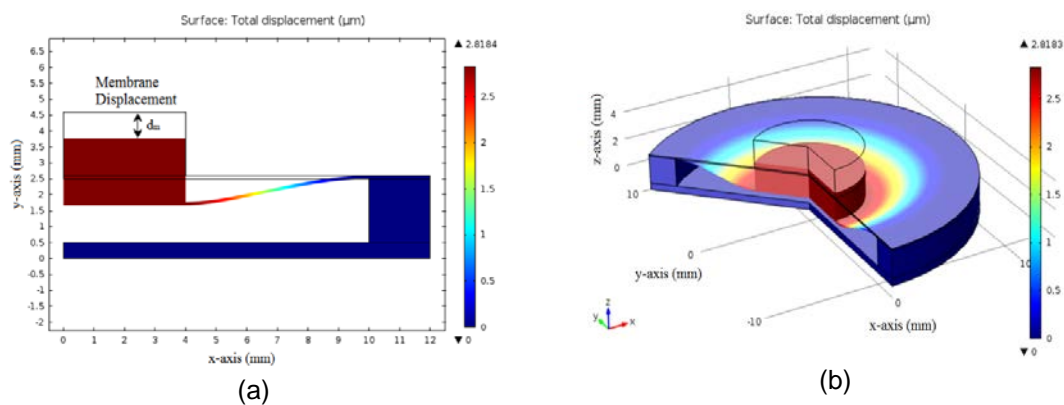 Surface: Total displacement (µm)
▲ 2.8184
Membrane
Displacement
dm
y-axis (mm)
6.5
6
5.5
5
4.5
4
3.5
3
2.5
2
1.5
1
0.5
0
-0.5
-1
-1.5
-2
0 1 2 3 4 5 6 7 8 9 10 11 12
x-axis (mm)
2.5
2
1.5
1
0.5
0
▼ 0
(a)
Surface: Total displacement (µm)
▲ 2.8183
z-axis (mm)
4
2
0
10
y-axis (mm)
0
-10
10
0
x-axis (mm)
z
y
x
2.5
2
1.5
1
0.5
0
▼ 0
(b)